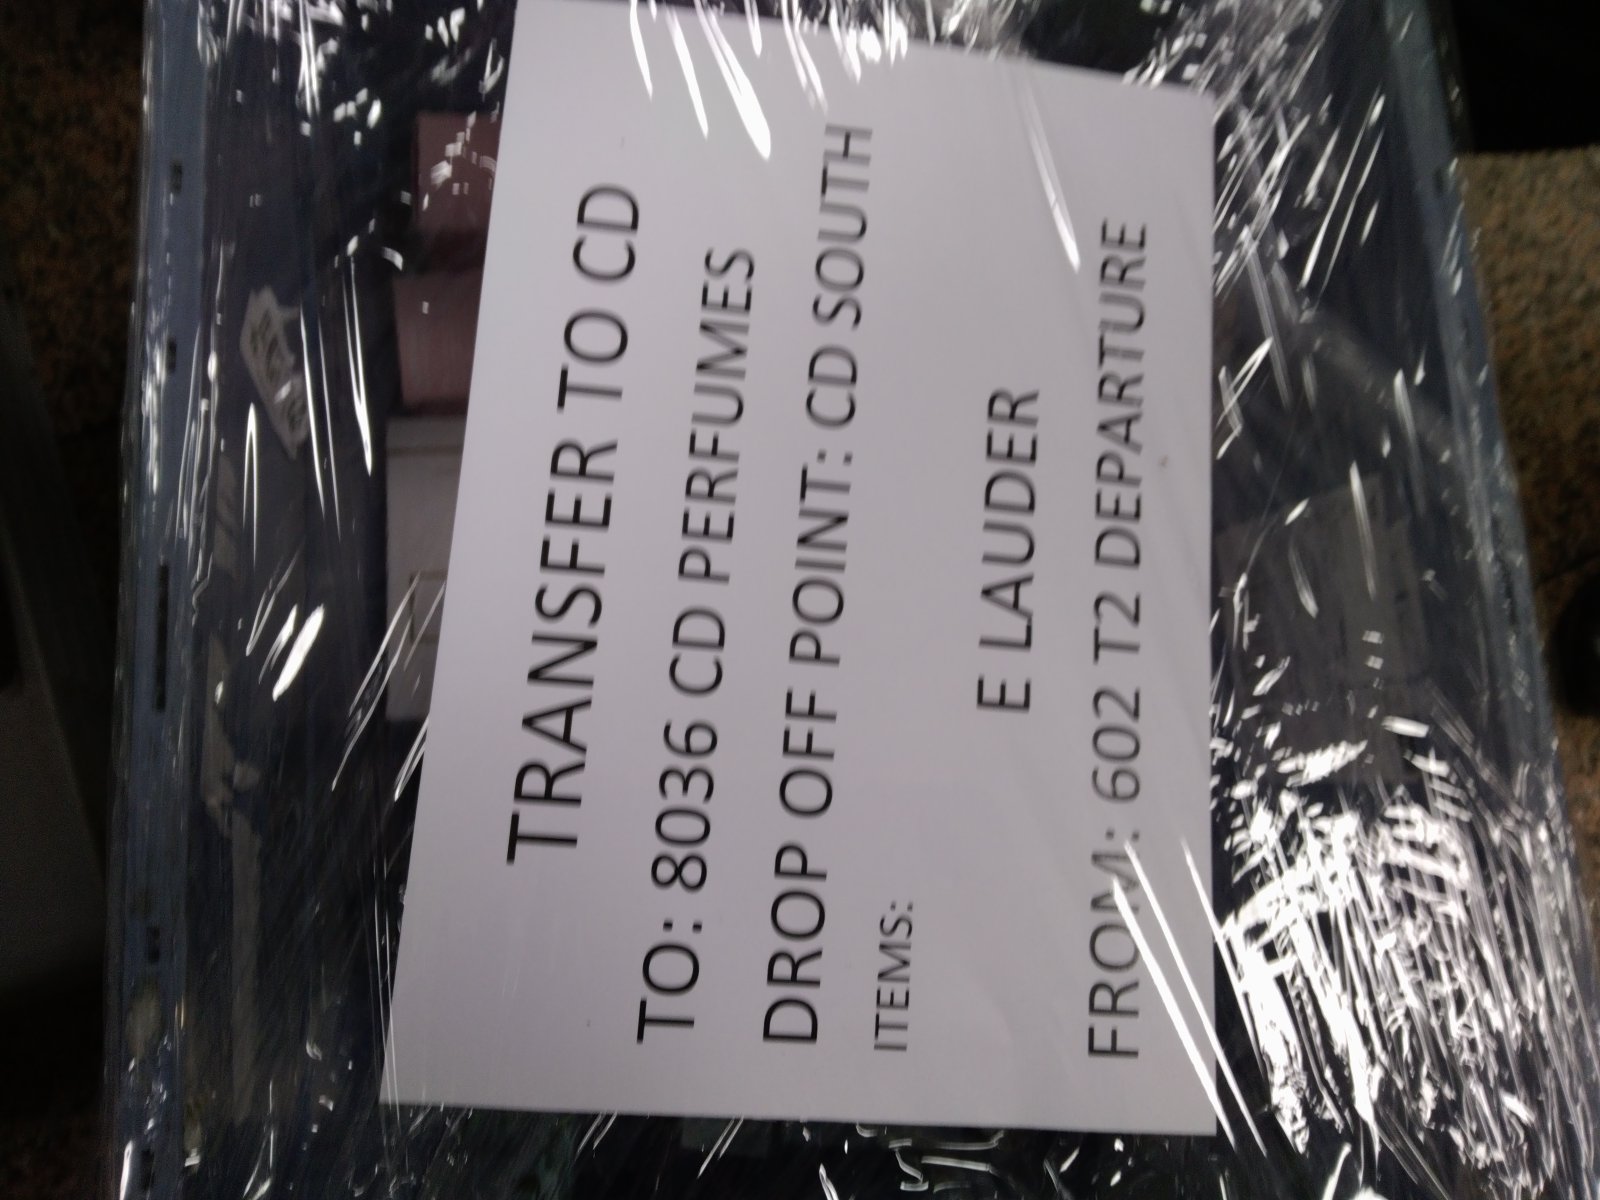 TRANSFER TO CD
TO: 8036 CD PERFUMES
DROP OFF POINT: CD SOUTH
ITEMS:
E LAUDER
FROM: 602 T2 DEPARTURE